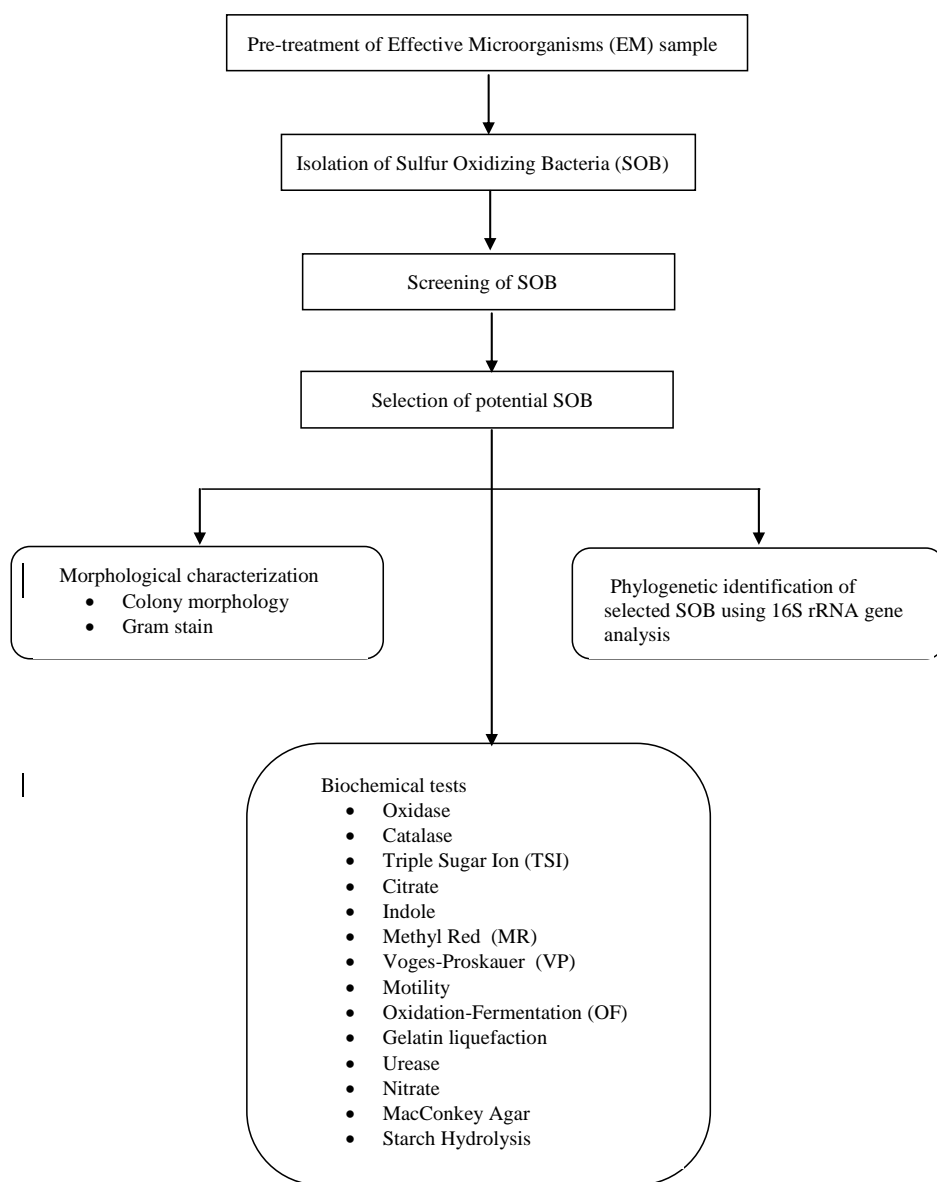 Pre-treatment of Effective Microorganisms (EM) sample
Isolation of Sulfur Oxidizing Bacteria (SOB)
Screening of SOB
Selection of potential SOB
Morphological characterization
• Colony morphology
• Gram stain
Phylogenetic identification of
selected SOB using 16S rRNA gene
analysis
Biochemical tests
• Oxidase
• Catalase
• Triple Sugar Ion (TSI)
• Citrate
• Indole
• Methyl Red (MR)
• Voges-Proskauer (VP)
• Motility
• Oxidation-Fermentation (OF)
• Gelatin liquefaction
• Urease
• Nitrate
• MacConkey Agar
• Starch Hydrolysis